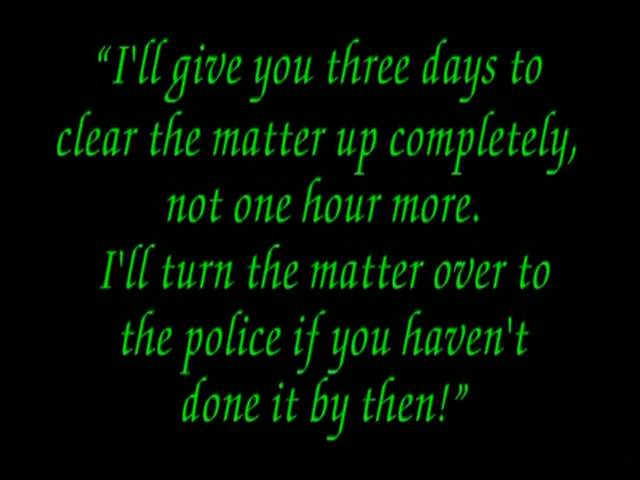 “I'll give you three days to
clear the matter up completely,
not one hour more.
I'll turn the matter over to
the police if you haven't
done it by then!”